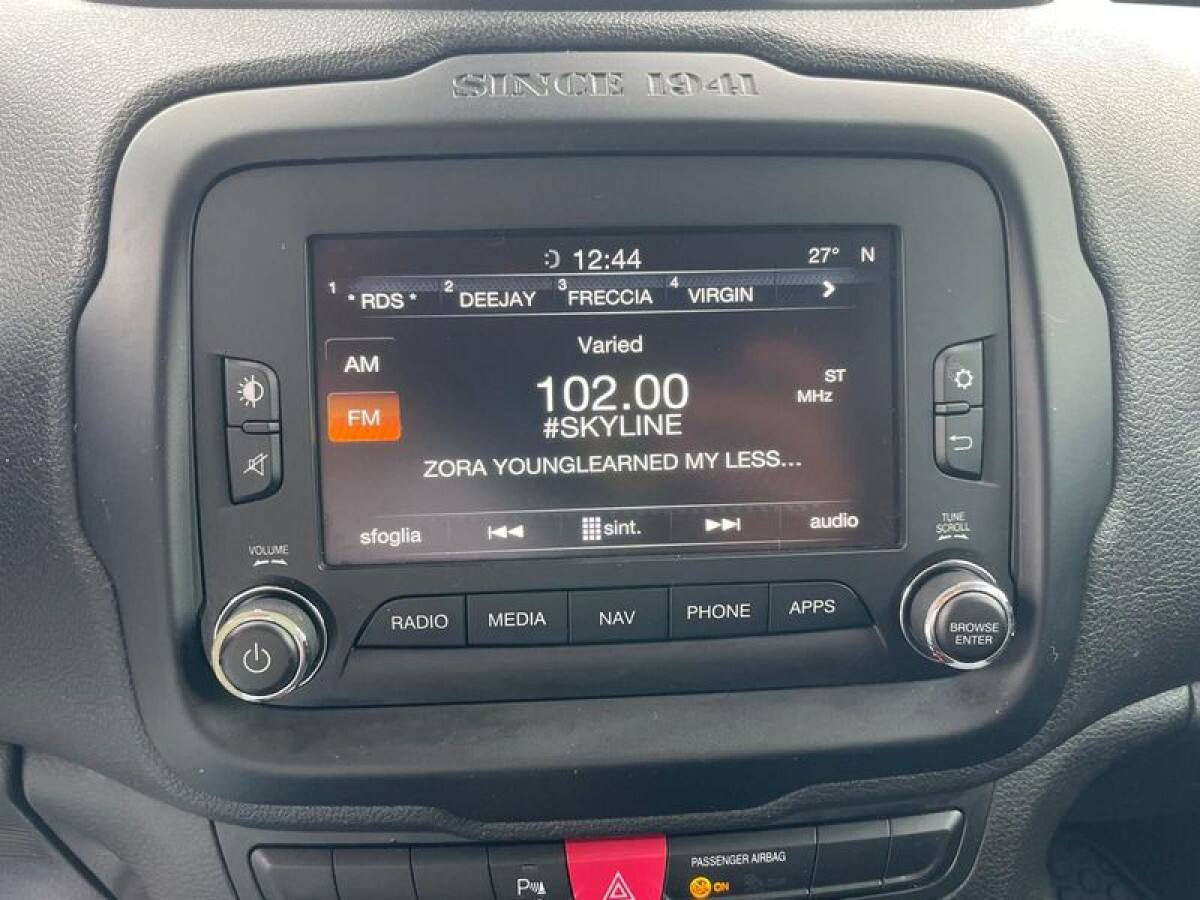 SINCE 1941
12:44 27° N
1 * RDS * 2 DEEJAY 3 FRECCIA 4 VIRGIN
Varied
AM
102.00 ST
MHz
FM
#SKYLINE
ZORA YOUNGLEARNED MY LESS...
sfoglia sint. audio
VOLUME
TUNE
SCROLL
RADIO MEDIA NAV PHONE APPS
BROWSE
ENTER
PASSENGER AIRBAG
P ON